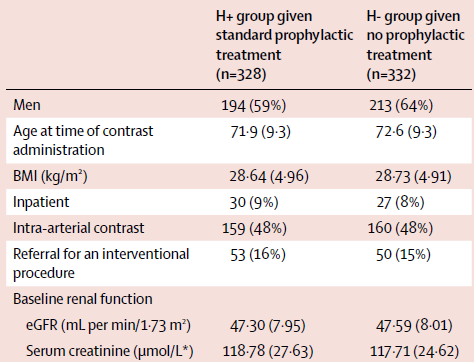 H+ group given standard prophylactic treatment (n=328)	H- group given no prophylactic treatment (n=332)
Men	194 (59%)	213 (64%)
Age at time of contrast administration	71·9 (9·3)	72·6 (9·3)
BMI (kg/m²)	28·64 (4·96)	28·73 (4·91)
Inpatient	30 (9%)	27 (8%)
Intra-arterial contrast	159 (48%)	160 (48%)
Referral for an interventional procedure	53 (16%)	50 (15%)
Baseline renal function
eGFR (mL per min/1·73 m²)	47·30 (7·95)	47·59 (8·01)
Serum creatinine (μmol/L*)	118·78 (27·63)	117·71 (24·62)